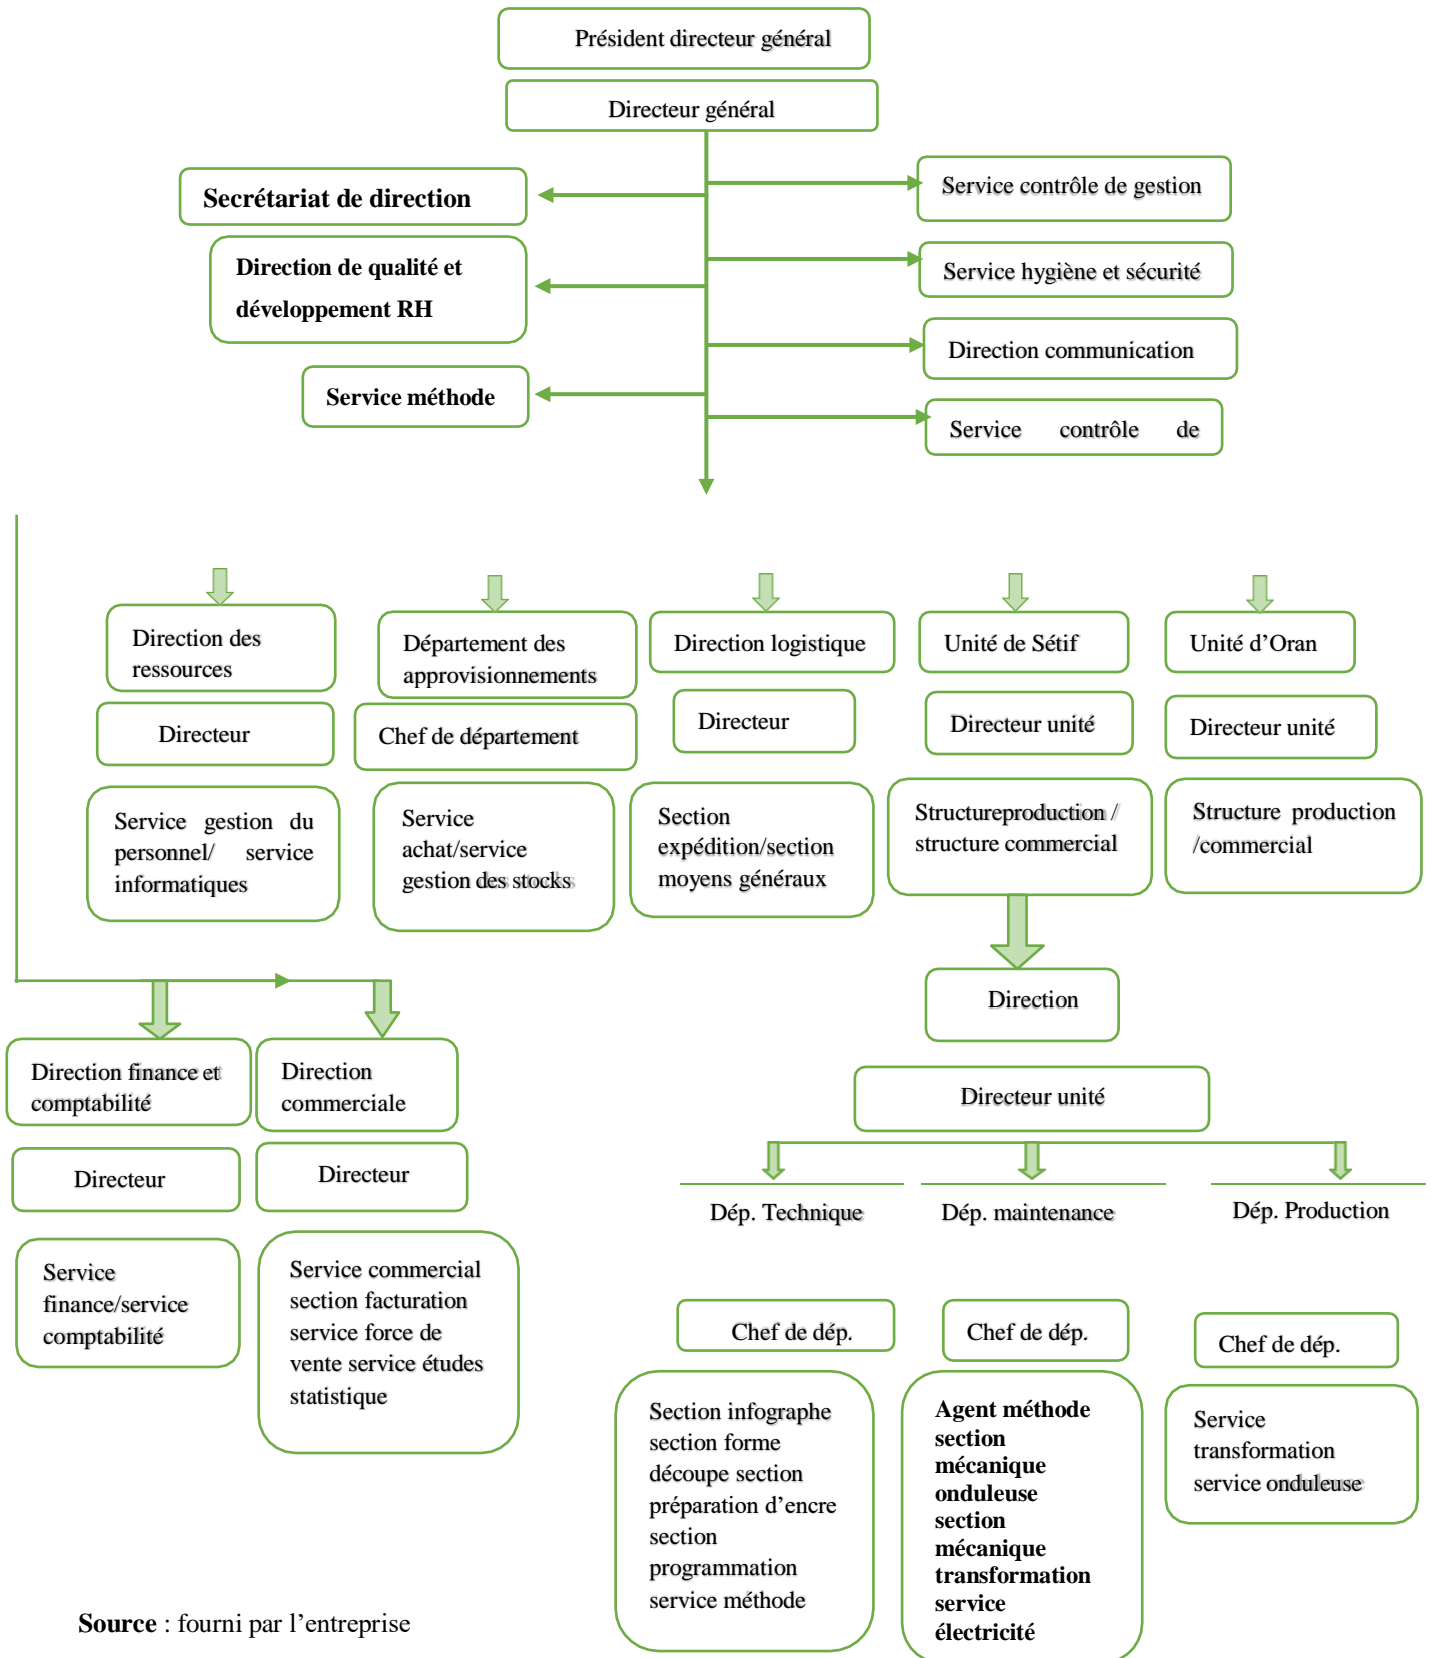 Président directeur général
Directeur général
Secrétariat de direction
Service contrôle de gestion
Direction de qualité et
développement RH
Service hygiène et sécurité
Direction communication
Service méthode
Service contrôle de
Direction des
ressources
Département des
approvisionnements
Direction logistique
Unité de Sétif
Unité d’Oran
Directeur
Chef de département
Directeur
Directeur unité
Directeur unité
Service gestion du
personnel/ service
informatiques
Service
achat/service
gestion des stocks
Section
expédition/section
moyens généraux
Structureproduction /
structure commercial
Structure production
/commercial
Direction
Direction finance et
comptabilité
Direction
commerciale
Directeur unité
Directeur
Directeur
Dép. Technique
Dép. maintenance
Dép. Production
Service
finance/service
comptabilité
Service commercial
section facturation
service force de
vente service études
statistique
Chef de dép.
Chef de dép.
Chef de dép.
Section infographe
section forme
découpe section
préparation d’encre
section
programmation
service méthode
Agent méthode
section
mécanique
onduleuse
section
mécanique
transformation
service
électricité
Service
transformation
service onduleuse
Source : fourni par l’entreprise